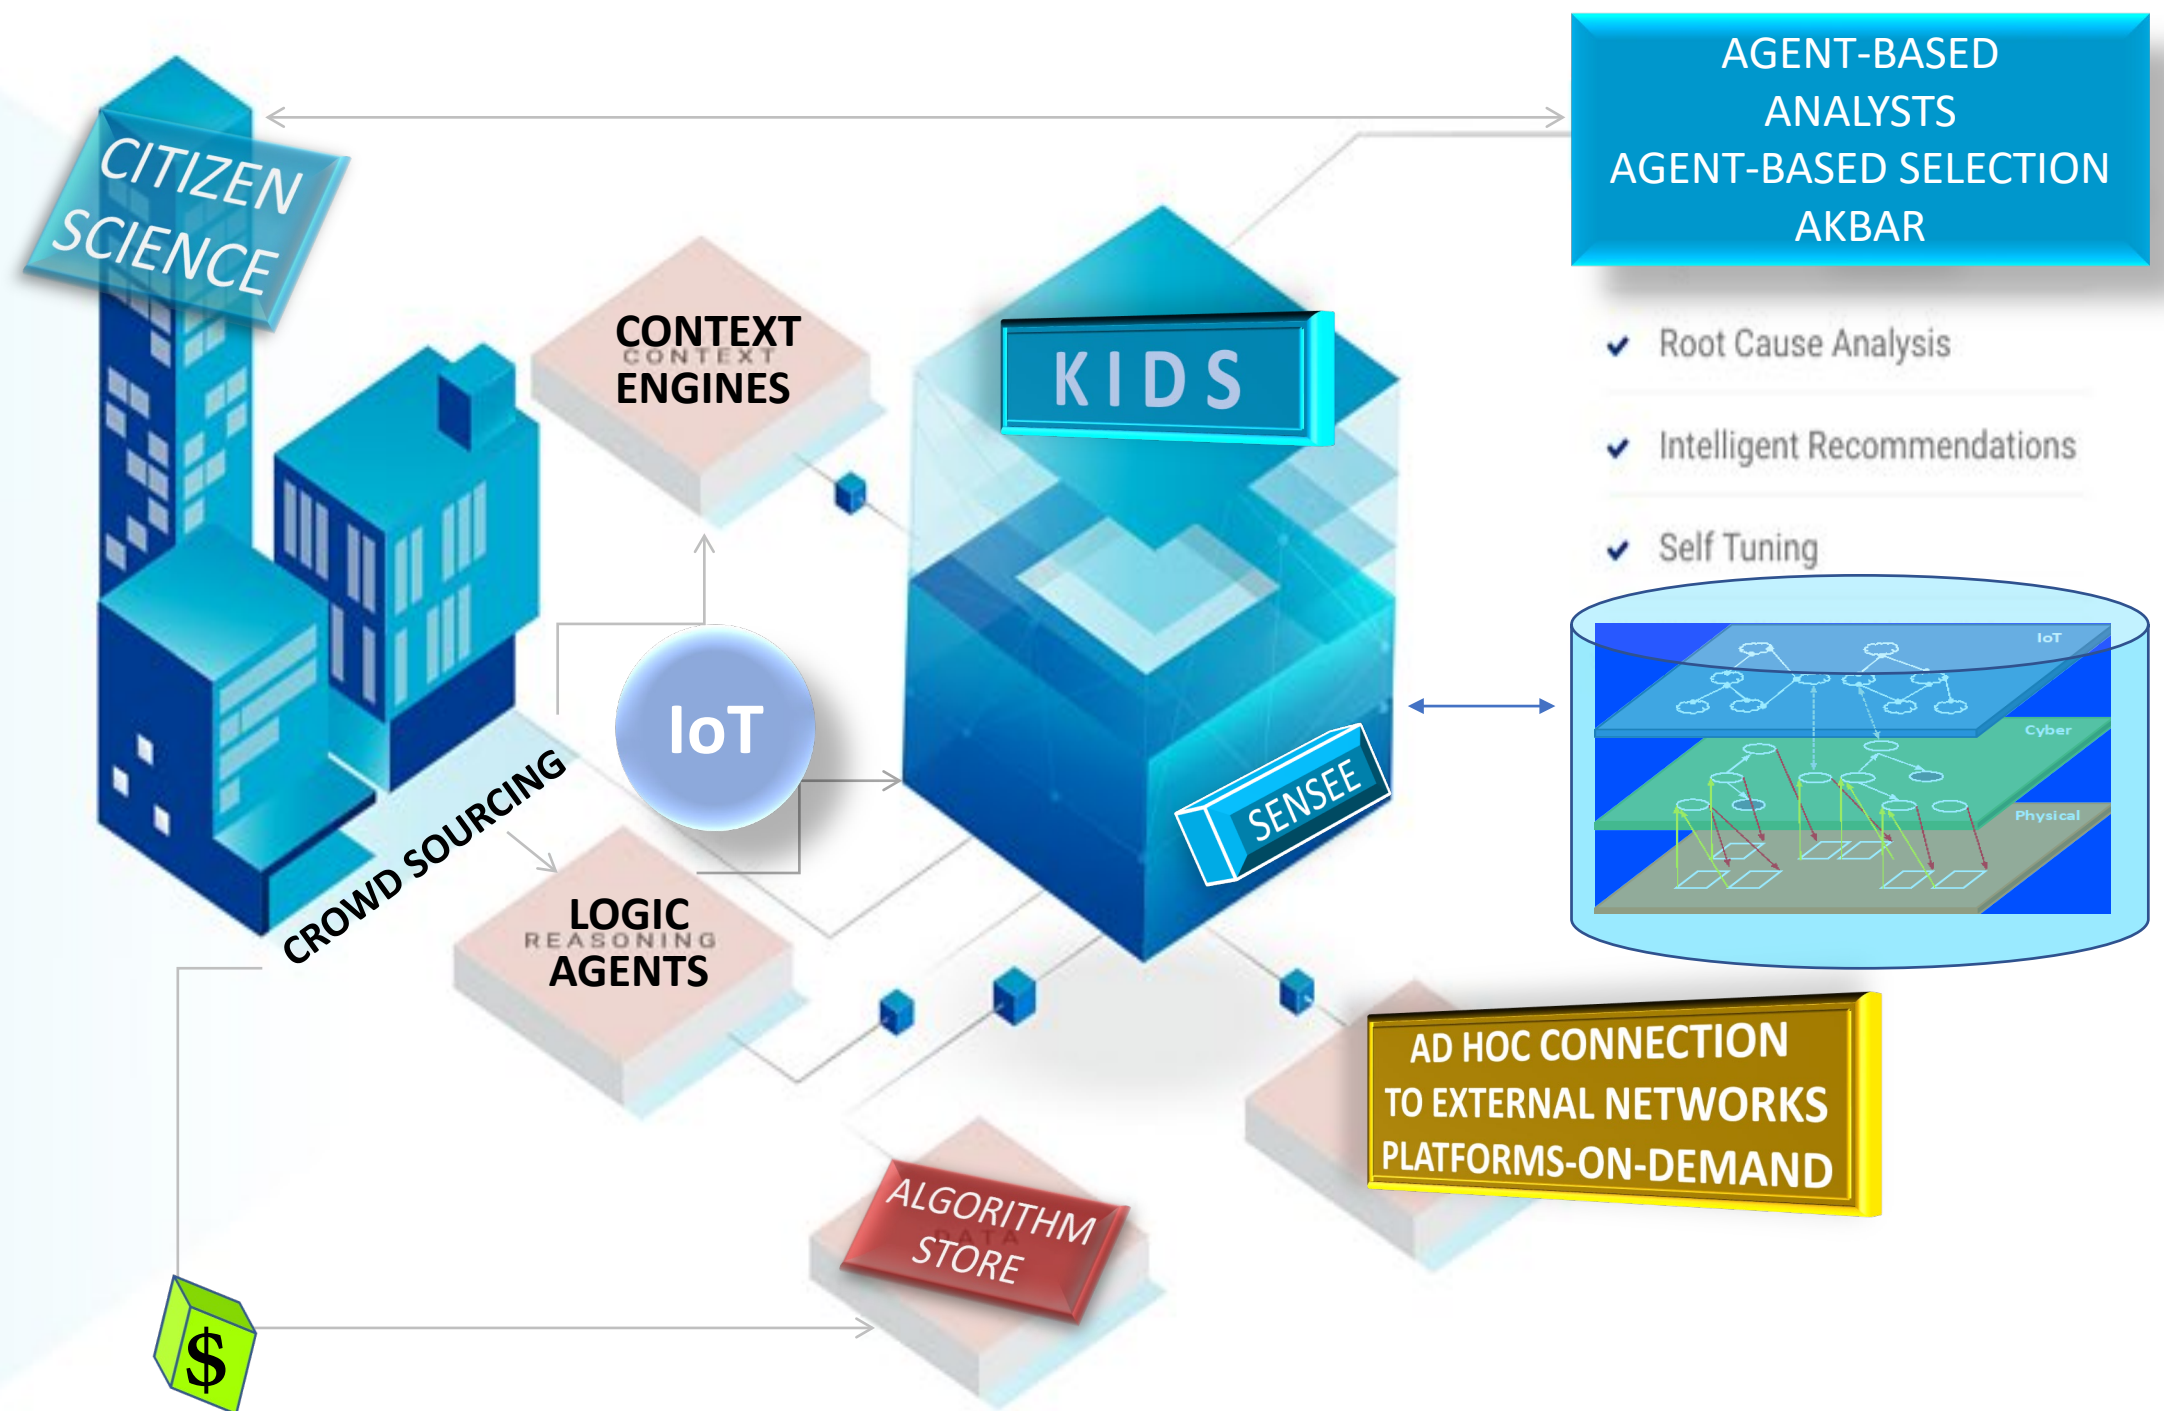 AGENT-BASED
ANALYSTS
AGENT-BASED SELECTION
AKBAR
CITIZEN
SCIENCE
CONTEXT
CONTEXT
ENGINES
KIDS
Root Cause Analysis
Intelligent Recommendations
Self Tuning
IoT
IoT
Cyber
Physical
SENSEE
CROWD SOURCING
LOGIC
REASONING
AGENTS
AD HOC CONNECTION
TO EXTERNAL NETWORKS
PLATFORMS-ON-DEMAND
ALGORITHM
DATA
STORE
$